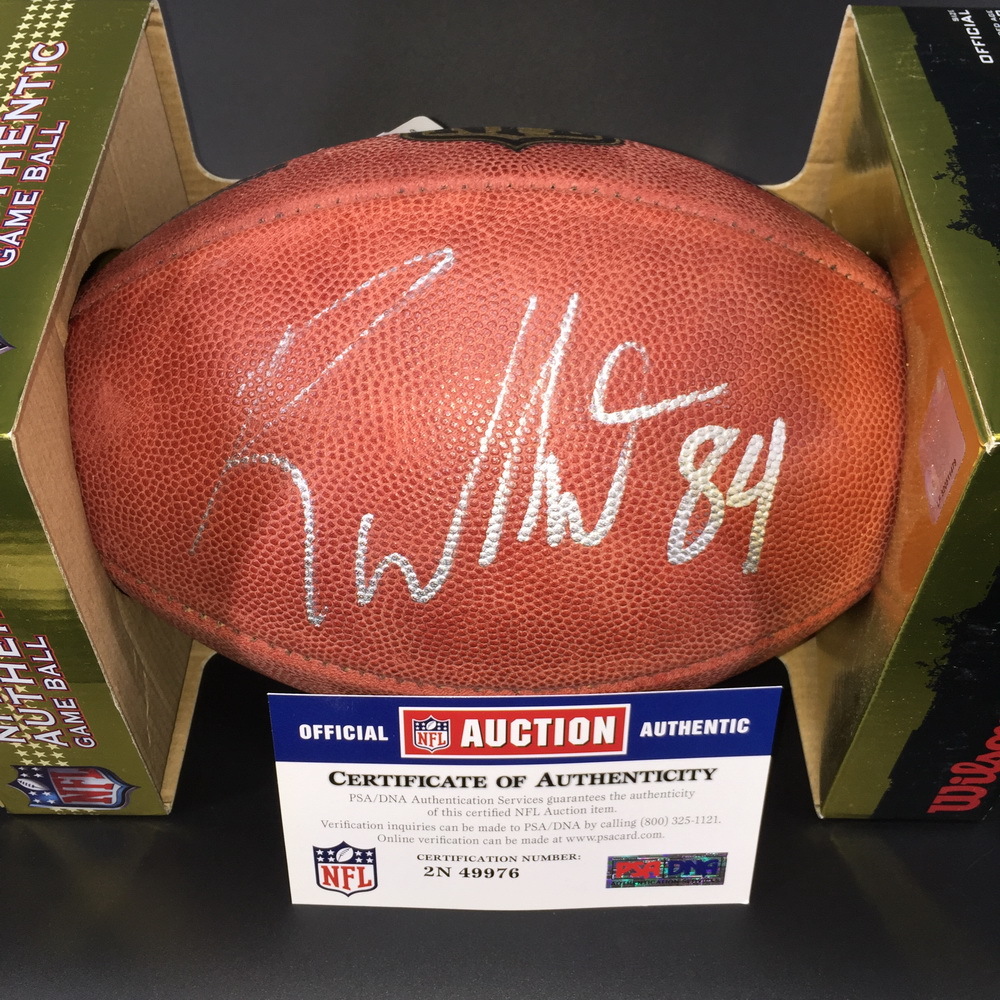 AUTHENTIC
GAME BALL
AUTHENTIC
GAME BALL
NFL
OFFICIAL
Wilson
84
OFFICIAL NFL AUCTION AUTHENTIC
CERTIFICATE OF AUTHENTICITY
PSA/DNA Authentication Services guarantees the authenticity
of this certified NFL Auction item.
Verification inquiries can be made to PSA/DNA by calling (800) 325-1121.
Online verification can be made at www.psacard.com.
NFL
CERTIFICATION NUMBER:
2N 49976
PSA DNA